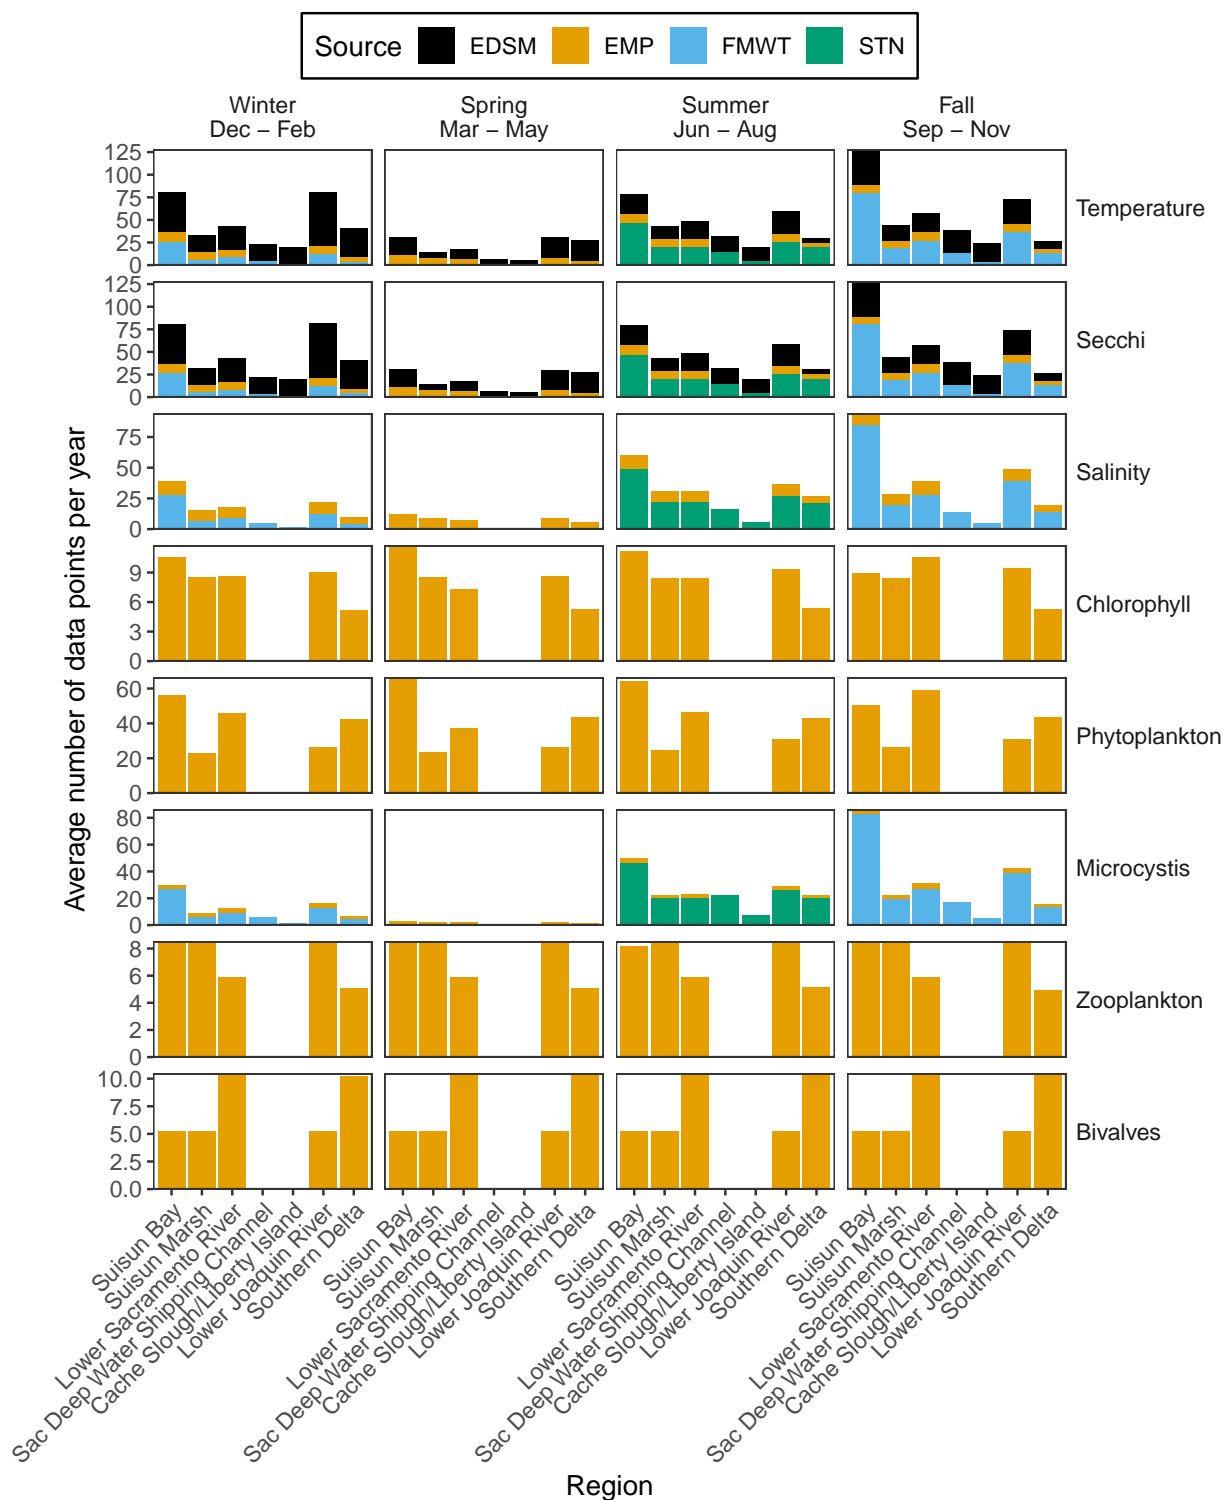 Source EDSM EMP FMWT STN
Winter Spring Summer Fall
Dec – Feb Mar – May Jun – Aug Sep – Nov
125
100
75
50
25
0
Temperature
125
100
75
50
25
0
Secchi
75
50
25
0
Salinity
9
6
3
0
Chlorophyll
60
40
20
0
Phytoplankton
80
60
40
20
0
Microcystis
8
6
4
2
0
Zooplankton
10.0
7.5
5.0
2.5
0.0
Bivalves
Average number of data points per year
Suisun Bay
Suisun Marsh
Lower Sacramento River
Sac Deep Water Shipping Channel
Cache Slough/Liberty Island
Lower Joaquin River
Southern Delta
Suisun Bay
Suisun Marsh
Lower Sacramento River
Sac Deep Water Shipping Channel
Cache Slough/Liberty Island
Lower Joaquin River
Southern Delta
Suisun Bay
Suisun Marsh
Lower Sacramento River
Sac Deep Water Shipping Channel
Cache Slough/Liberty Island
Lower Joaquin River
Southern Delta
Suisun Bay
Suisun Marsh
Lower Sacramento River
Sac Deep Water Shipping Channel
Cache Slough/Liberty Island
Lower Joaquin River
Southern Delta
Region